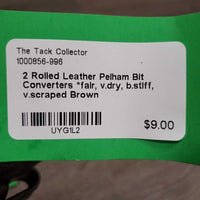 The Tack Collector
1000856-996
2 Rolled Leather Pelham Bit
Converters *fair, v.dry, b.stiff,
v.scraped Brown
UYG1L2
$9.00